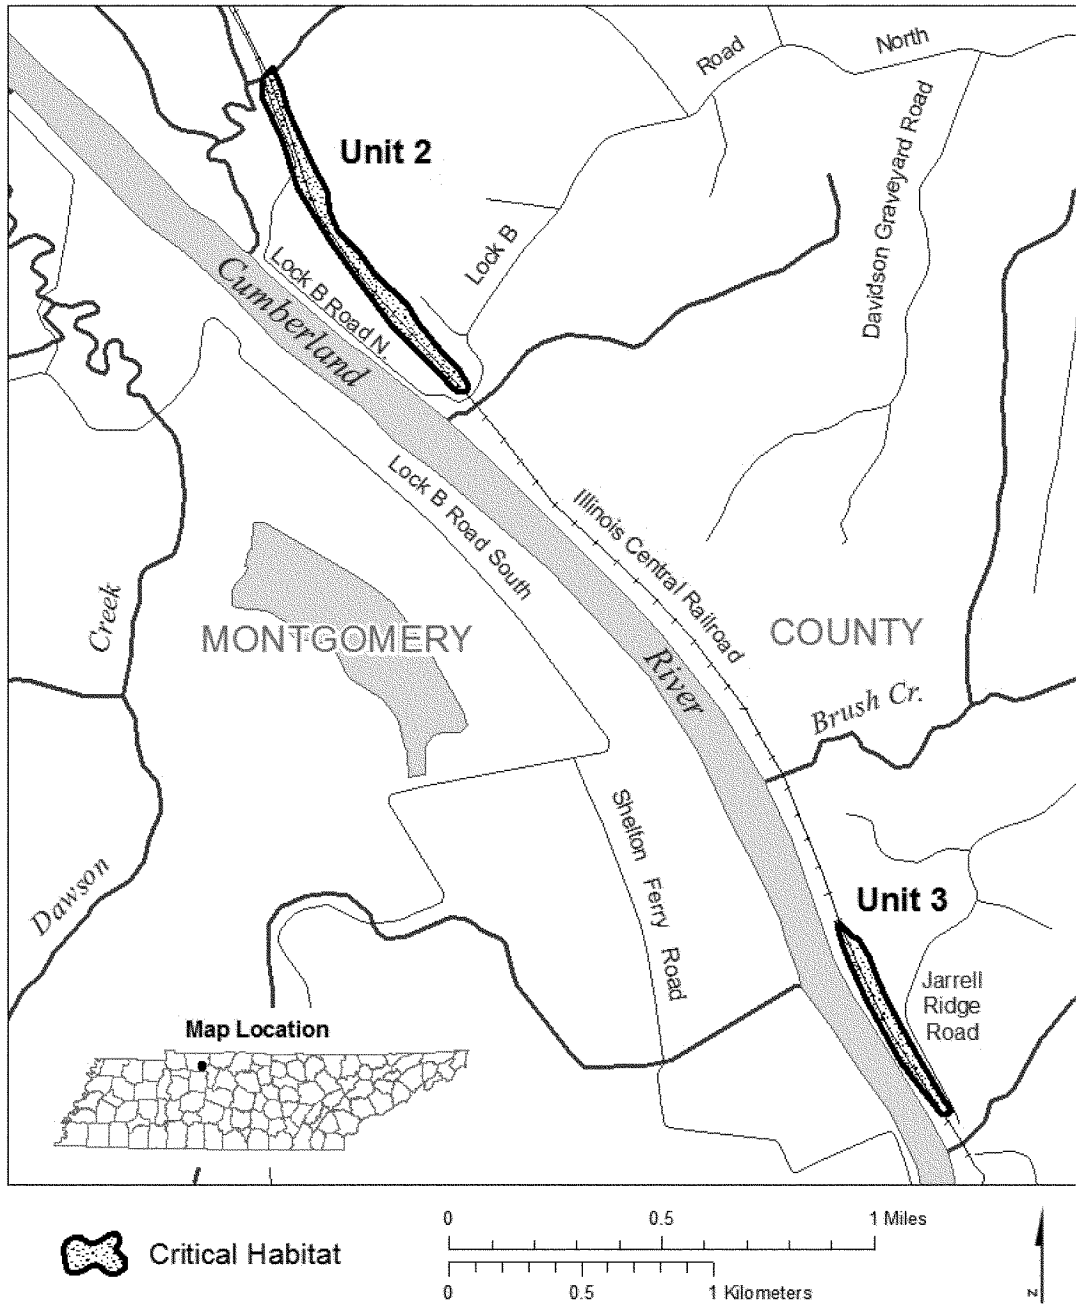 North
Road
Unit 2
Davidson Graveyard Road
Lock B
Lock B Road N.
Cumberland
Lock B Road South
Illinois Central Railroad
Creek
MONTGOMERY
COUNTY
River
Brush Cr.
Shelton Ferry Road
Dawson
Unit 3
Jarrell
Ridge
Road
Map Location
Critical Habitat
0 0.5 1 Miles
0 0.5 1 Kilometers
N